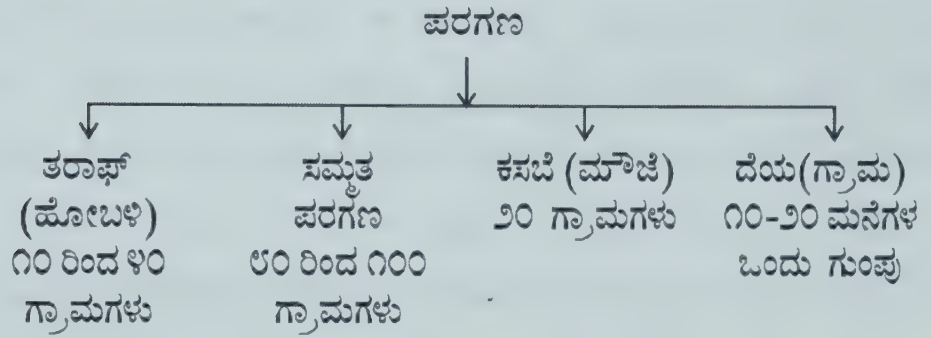 ಪರಗಣ
ತರಾಫ್
(ಹೋಬಳಿ)
೧೦ ರಿಂದ ೪೦
ಗ್ರಾಮಗಳು
ಸಮ್ಮತ
ಪರಗಣ
೮೦ ರಿಂದ ೧೦೦
ಗ್ರಾಮಗಳು
ಕಸಬೆ (ಮೌಜೆ)
೨೦ ಗ್ರಾಮಗಳು
ದೆಯ(ಗ್ರಾಮ)
೧೦-೨೦ ಮನೆಗಳ
ಒಂದು ಗುಂಪು